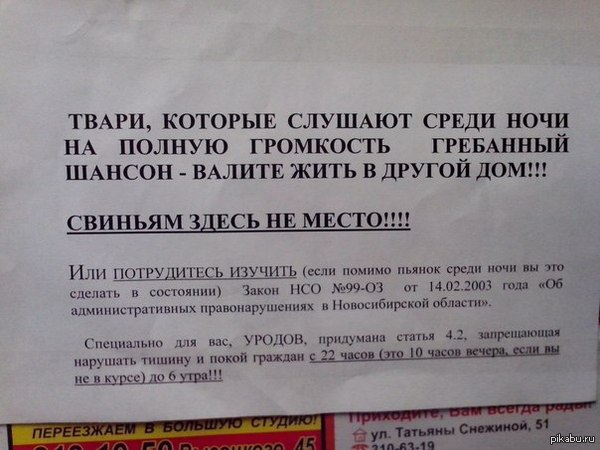 ТВАРИ, КОТОРЫЕ СЛУШАЮТ СРЕДИ НОЧИ
НА ПОЛНУЮ ГРОМКОСТЬ ГРЕБАННЫЙ
ШАНСОН - ВАЛИТЕ ЖИТЬ В ДРУГОЙ ДОМ!!!
СВИНЬЯМ ЗДЕСЬ НЕ МЕСТО!!!!
Или ПОТРУДИТЕСЬ ИЗУЧИТЬ (если помимо пьянок среди ночи вы это
сделать в состоянии) Закон НСО №99-ОЗ от 14.02.2003 года «Об
административных правонарушениях в Новосибирской области».
Специально для вас, УРОДОВ, придумана статья 4.2, запрещающая
нарушать тишину и покой граждан с 22 часов (это 10 часов вечера, если вы
не в курсе) до 6 утра!!!
ПЕРЕЕЗЖАЕМ В БОЛЬШУЮ СТУДИЮ!
45
Приходите, Вам всегда рады!
ул. Татьяны Снежиной, 51
310-63-19
pikabu.ru